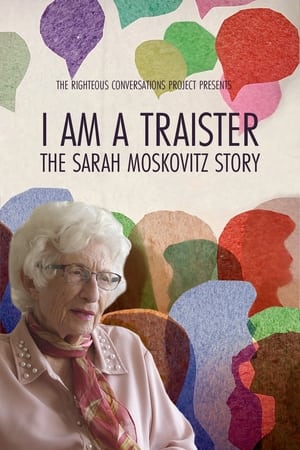 THE RIGHTEOUS CONVERSATIONS PROJECT PRESENTS
I AM A TRAISTER
THE SARAH MOSKOVITZ STORY